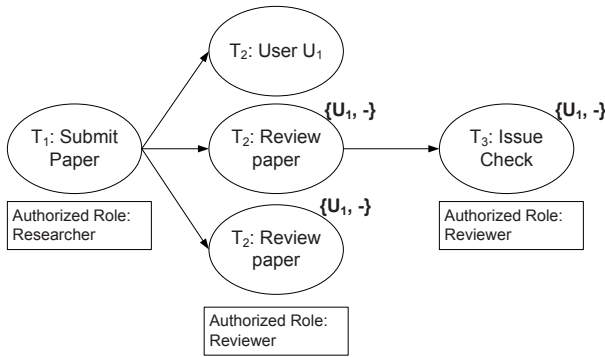 T₂: User U₁
{U₁, -}
{U₁, -}
T₁: Submit
Paper
T₂: Review
paper
T₃: Issue
Check
Authorized Role:
Researcher
{U₁, -}
Authorized Role:
Reviewer
T₂: Review
paper
Authorized Role:
Reviewer